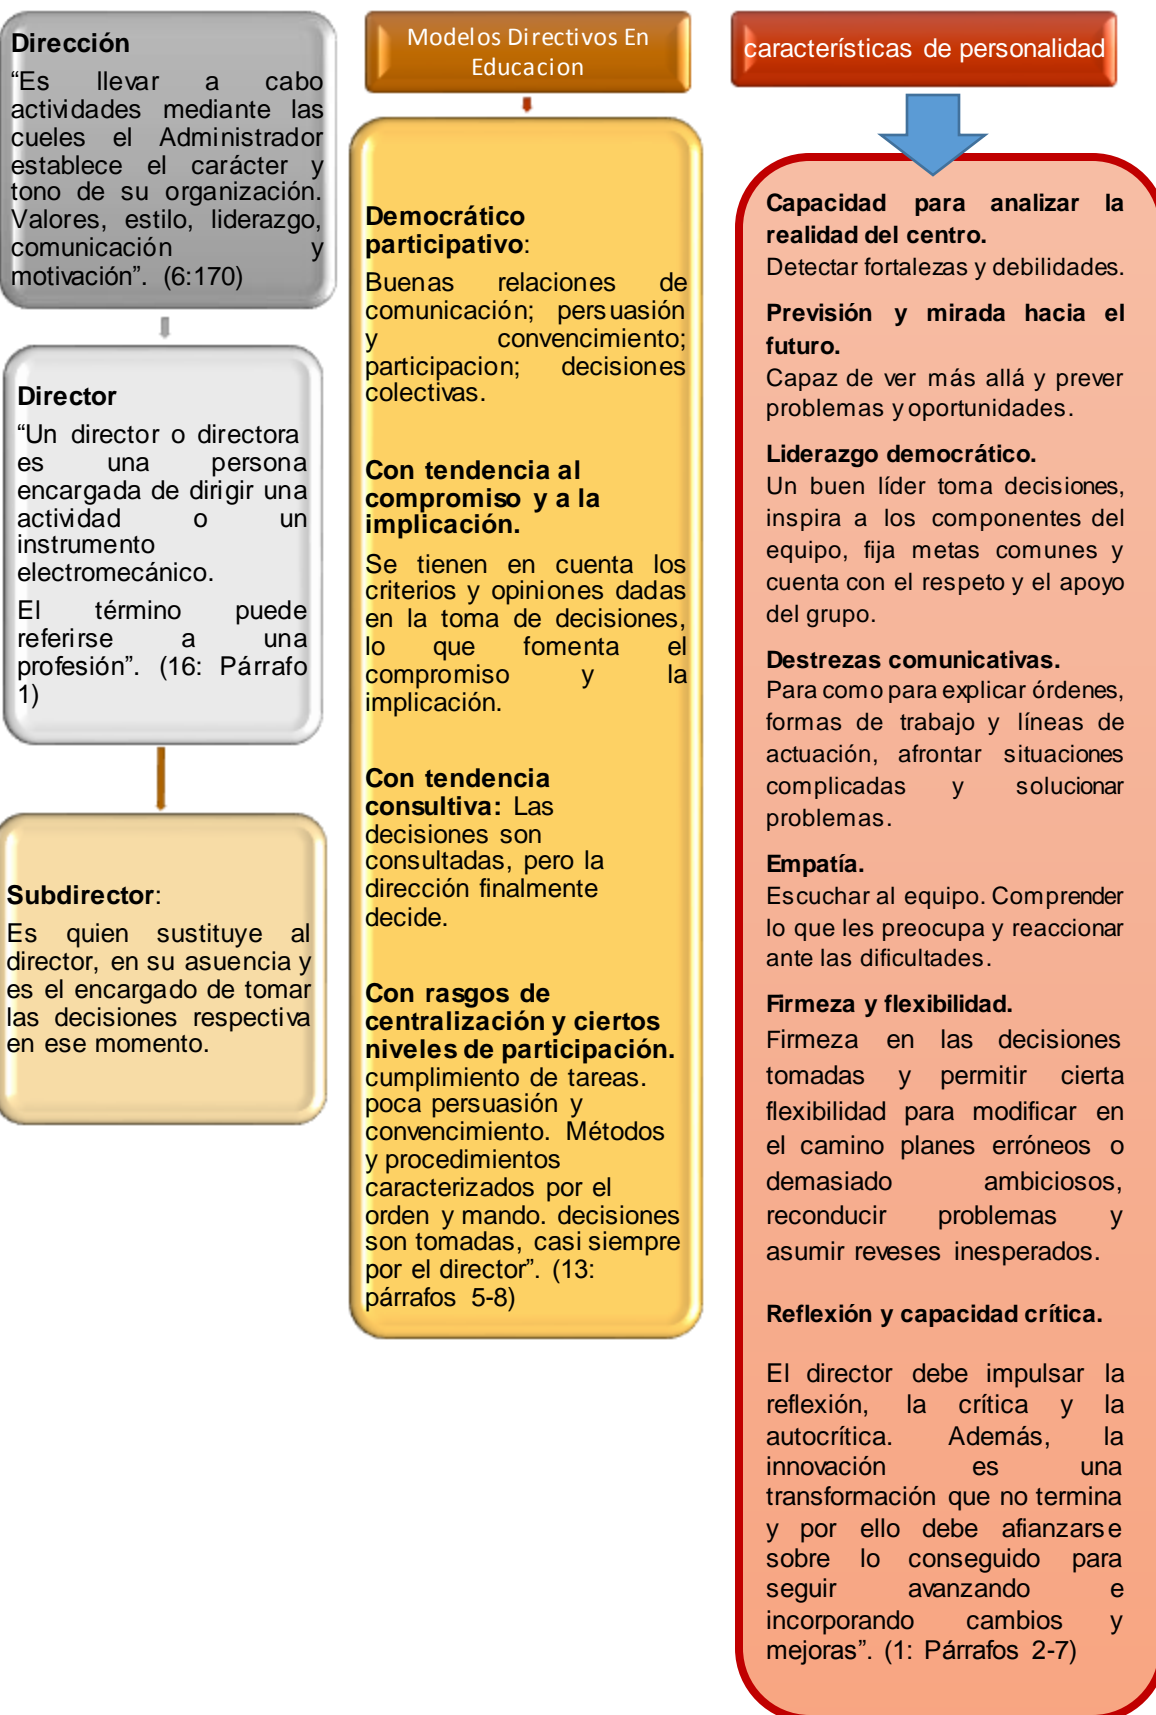 Dirección
“Es llevar a cabo
actividades mediante las
cueles el Administrador
establece el carácter y
tono de su organización.
Valores, estilo, liderazgo,
comunicación y
motivación”. (6:170)
Director
“Un director o directora
es una persona
encargada de dirigir una
actividad o un
instrumento
electromecánico.
El término puede
referirse a una
profesión”. (16: Párrafo
1)
Subdirector:
Es quien sustituye al
director, en su asuencia y
es el encargado de tomar
las decisiones respectiva
en ese momento.
Modelos Directivos En
Educacion
Democrático
participativo:
Buenas relaciones de
comunicación; persuasión
y convencimiento;
participacion; decisiones
colectivas.
Con tendencia al
compromiso y a la
implicación.
Se tienen en cuenta los
criterios y opiniones dadas
en la toma de decisiones,
lo que fomenta el
compromiso y la
implicación.
Con tendencia
consultiva: Las
decisiones son
consultadas, pero la
dirección finalmente
decide.
Con rasgos de
centralización y ciertos
niveles de participación.
cumplimiento de tareas.
poca persuasión y
convencimiento. Métodos
y procedimientos
caracterizados por el
orden y mando. decisiones
son tomadas, casi siempre
por el director”. (13:
párrafos 5-8)
características de personalidad
Capacidad para analizar la
realidad del centro.
Detectar fortalezas y debilidades.
Previsión y mirada hacia el
futuro.
Capaz de ver más allá y prever
problemas y oportunidades.
Liderazgo democrático.
Un buen líder toma decisiones,
inspira a los componentes del
equipo, fija metas comunes y
cuenta con el respeto y el apoyo
del grupo.
Destrezas comunicativas.
Para como para explicar órdenes,
formas de trabajo y líneas de
actuación, afrontar situaciones
complicadas y solucionar
problemas.
Empatía.
Escuchar al equipo. Comprender
lo que les preocupa y reaccionar
ante las dificultades.
Firmeza y flexibilidad.
Firmeza en las decisiones
tomadas y permitir cierta
flexibilidad para modificar en
el camino planes erróneos o
demasiado ambiciosos,
reconducir problemas y
asumir reveses inesperados.
Reflexión y capacidad crítica.
El director debe impulsar la
reflexión, la crítica y la
autocrítica. Además, la
innovación es una
transformación que no termina
y por ello debe afianzarse
sobre lo conseguido para
seguir avanzando e
incorporando cambios y
mejoras”. (1: Párrafos 2-7)